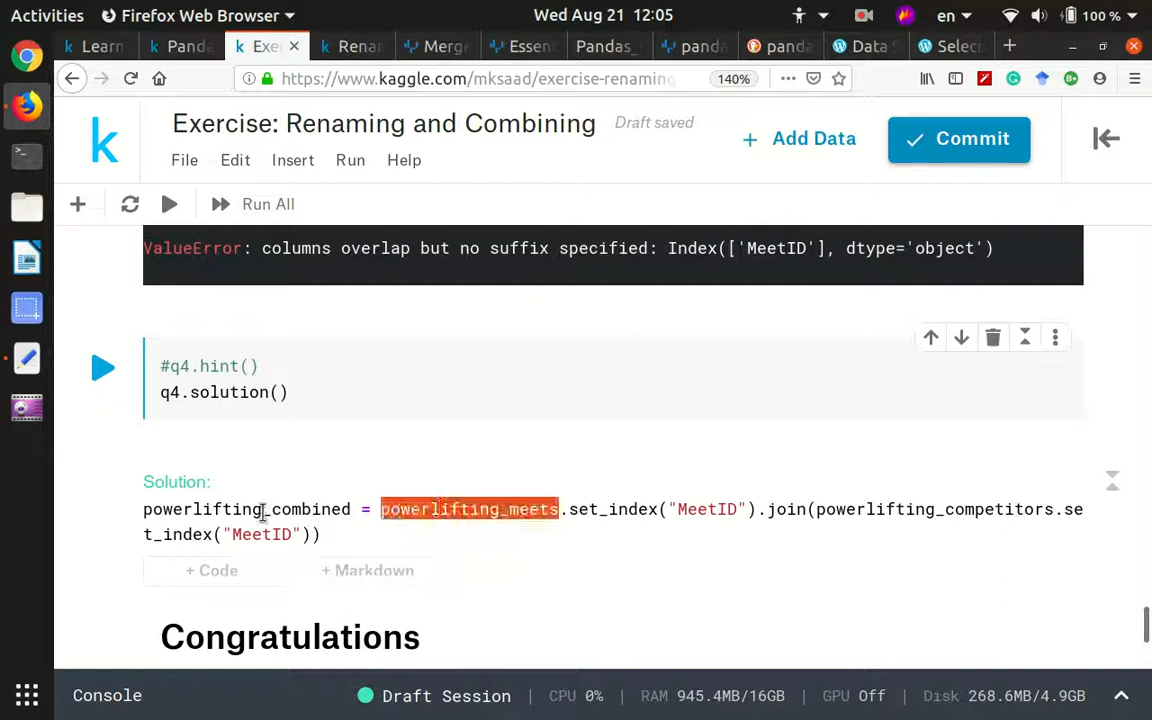 Activities Firefox Web Browser Wed Aug 21 12:05 en 100 %
Learn Panda Exer Renam Merge Essen Pandas_ panda panda Data S Select
https://www.kaggle.com/mksaad/exercise-renaming 140%
k Exercise: Renaming and Combining Draft saved
+ Add Data Commit
File Edit Insert Run Help
Run All
ValueError: columns overlap but no suffix specified: Index(['MeetID'], dtype='object')
#q4.hint()
q4.solution()
Solution:
powerlifting_combined = powerlifting_meets.set_index("MeetID").join(powerlifting_competitors.se
t_index("MeetID"))
+ Code + Markdown
Congratulations
Console Draft Session | CPU 0% | RAM 945.4MB/16GB | GPU Off | Disk 268.6MB/4.9GB